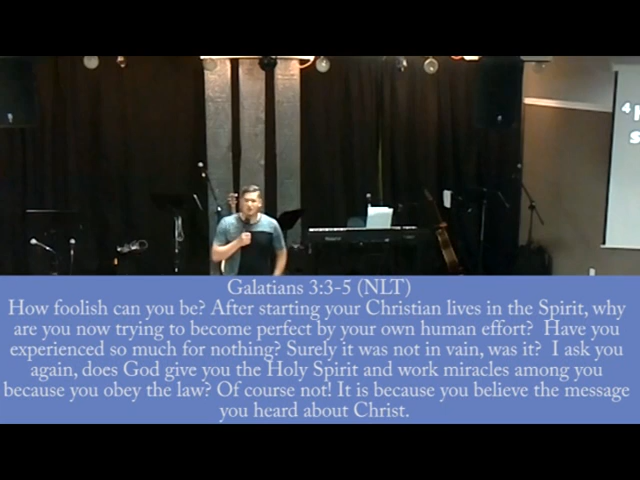 4
Galatians 3:3-5 (NLT)
How foolish can you be? After starting your Christian lives in the Spirit, why
are you now trying to become perfect by your own human effort?  Have you
experienced so much for nothing? Surely it was not in vain, was it?  I ask you
again, does God give you the Holy Spirit and work miracles among you
because you obey the law? Of course not! It is because you believe the message
you heard about Christ.